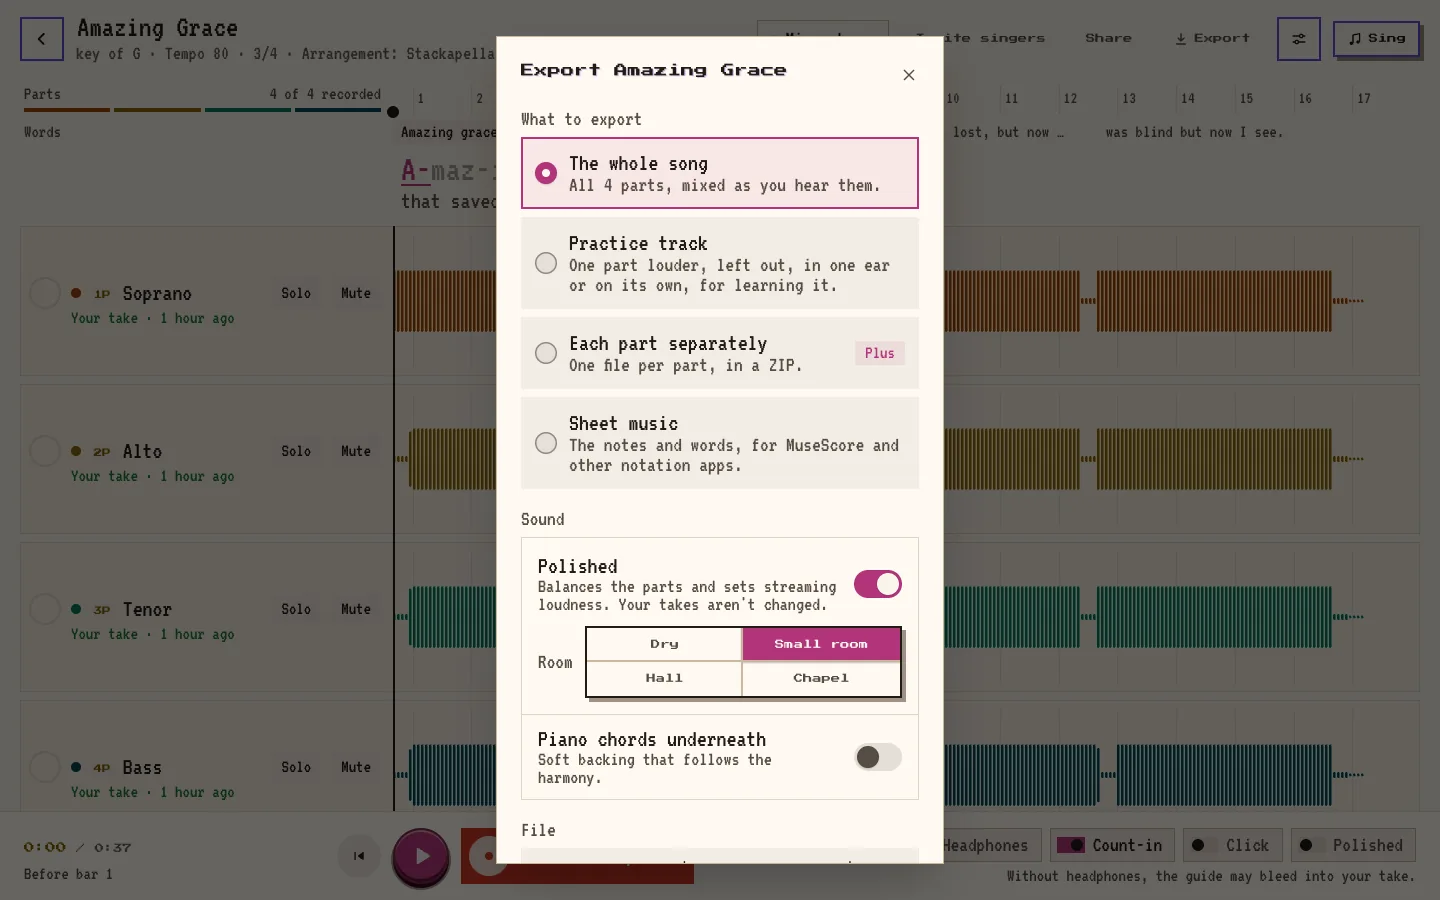 Amazing Grace
key of G · Tempo 80 · 3/4 · Arrangement: Stackapella
singers
Share
Export
Sing
Parts
4 of 4 recorded
1
2
10
11
12
13
14
15
16
17
Words
Amazing grace
lost, but now …
was blind but now I see.
A-maz-
that saved
1P Soprano
Your take · 1 hour ago
Solo
Mute
2P Alto
Your take · 1 hour ago
Solo
Mute
3P Tenor
Your take · 1 hour ago
Solo
Mute
4P Bass
Your take · 1 hour ago
Solo
Mute
Export Amazing Grace
What to export
The whole song
All 4 parts, mixed as you hear them.
Practice track
One part louder, left out, in one ear
or on its own, for learning it.
Each part separately
One file per part, in a ZIP.
Plus
Sheet music
The notes and words, for MuseScore and
other notation apps.
Sound
Polished
Balances the parts and sets streaming
loudness. Your takes aren't changed.
Room
Dry
Small room
Hall
Chapel
Piano chords underneath
Soft backing that follows the
harmony.
File
0:00 / 0:37
Before bar 1
Headphones
Count-in
Click
Polished
Without headphones, the guide may bleed into your take.